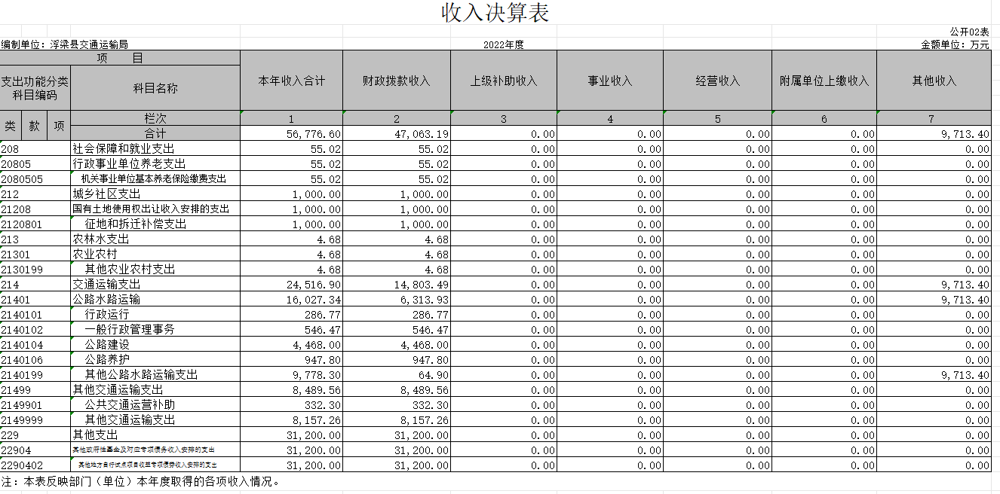 收入决算表
公开02表
编制单位：浮梁县交通运输局 2022年度 金额单位：万元
项 目 本年收入合计 财政拨款收入 上级补助收入 事业收入 经营收入 附属单位上缴收入 其他收入
支出功能分类科目编码 科目名称
类 款 项 栏次 1 2 3 4 5 6 7
合计 56,776.60 47,063.19 0.00 0.00 0.00 0.00 9,713.40
208 社会保障和就业支出 55.02 55.02 0.00 0.00 0.00 0.00 0.00
20805 行政事业单位养老支出 55.02 55.02 0.00 0.00 0.00 0.00 0.00
2080505 机关事业单位基本养老保险缴费支出 55.02 55.02 0.00 0.00 0.00 0.00 0.00
212 城乡社区支出 1,000.00 1,000.00 0.00 0.00 0.00 0.00 0.00
21208 国有土地使用权出让收入安排的支出 1,000.00 1,000.00 0.00 0.00 0.00 0.00 0.00
2120801 征地和拆迁补偿支出 1,000.00 1,000.00 0.00 0.00 0.00 0.00 0.00
213 农林水支出 4.68 4.68 0.00 0.00 0.00 0.00 0.00
21301 农业农村 4.68 4.68 0.00 0.00 0.00 0.00 0.00
2130199 其他农业农村支出 4.68 4.68 0.00 0.00 0.00 0.00 0.00
214 交通运输支出 24,516.90 14,803.49 0.00 0.00 0.00 0.00 9,713.40
21401 公路水路运输 16,027.34 6,313.93 0.00 0.00 0.00 0.00 9,713.40
2140101 行政运行 286.77 286.77 0.00 0.00 0.00 0.00 0.00
2140102 一般行政管理事务 546.47 546.47 0.00 0.00 0.00 0.00 0.00
2140104 公路建设 4,468.00 4,468.00 0.00 0.00 0.00 0.00 0.00
2140106 公路养护 947.80 947.80 0.00 0.00 0.00 0.00 0.00
2140199 其他公路水路运输支出 9,778.30 64.90 0.00 0.00 0.00 0.00 9,713.40
21499 其他交通运输支出 8,489.56 8,489.56 0.00 0.00 0.00 0.00 0.00
2149901 公共交通运营补助 332.30 332.30 0.00 0.00 0.00 0.00 0.00
2149999 其他交通运输支出 8,157.26 8,157.26 0.00 0.00 0.00 0.00 0.00
229 其他支出 31,200.00 31,200.00 0.00 0.00 0.00 0.00 0.00
22904 其他政府性基金及对应专项债务收入安排的支出 31,200.00 31,200.00 0.00 0.00 0.00 0.00 0.00
2290402 其他地方自行试点项目收益专项债券收入安排的支出 31,200.00 31,200.00 0.00 0.00 0.00 0.00 0.00
注：本表反映部门（单位）本年度取得的各项收入情况。